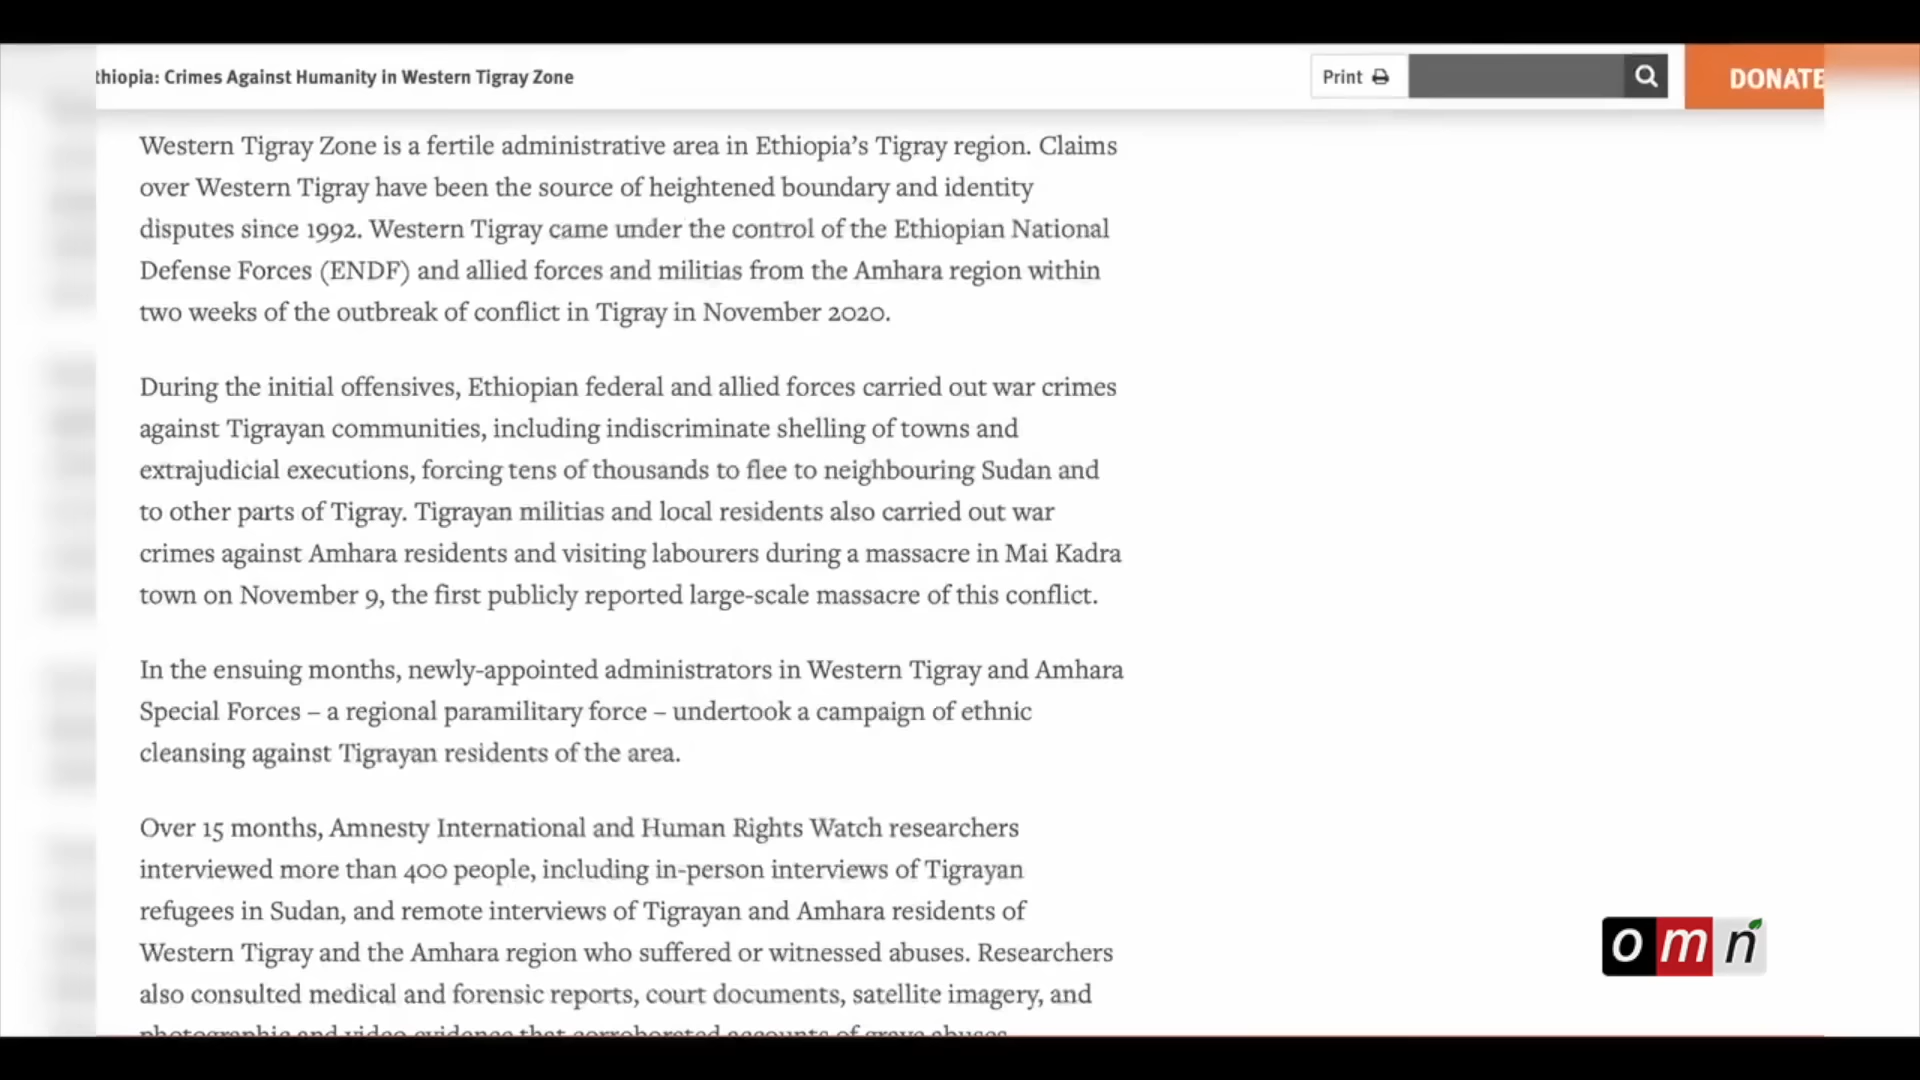 thiopia: Crimes Against Humanity in Western Tigray Zone
Print
DONATE
Western Tigray Zone is a fertile administrative area in Ethiopia’s Tigray region. Claims
over Western Tigray have been the source of heightened boundary and identity
disputes since 1992. Western Tigray came under the control of the Ethiopian National
Defense Forces (ENDF) and allied forces and militias from the Amhara region within
two weeks of the outbreak of conflict in Tigray in November 2020.
During the initial offensives, Ethiopian federal and allied forces carried out war crimes
against Tigrayan communities, including indiscriminate shelling of towns and
extrajudicial executions, forcing tens of thousands to flee to neighbouring Sudan and
to other parts of Tigray. Tigrayan militias and local residents also carried out war
crimes against Amhara residents and visiting labourers during a massacre in Mai Kadra
town on November 9, the first publicly reported large-scale massacre of this conflict.
In the ensuing months, newly-appointed administrators in Western Tigray and Amhara
Special Forces – a regional paramilitary force – undertook a campaign of ethnic
cleansing against Tigrayan residents of the area.
Over 15 months, Amnesty International and Human Rights Watch researchers
interviewed more than 400 people, including in-person interviews of Tigrayan
refugees in Sudan, and remote interviews of Tigrayan and Amhara residents of
Western Tigray and the Amhara region who suffered or witnessed abuses. Researchers
also consulted medical and forensic reports, court documents, satellite imagery, and
photographic and video evidence that corroborated accounts of grave abuses.
omn